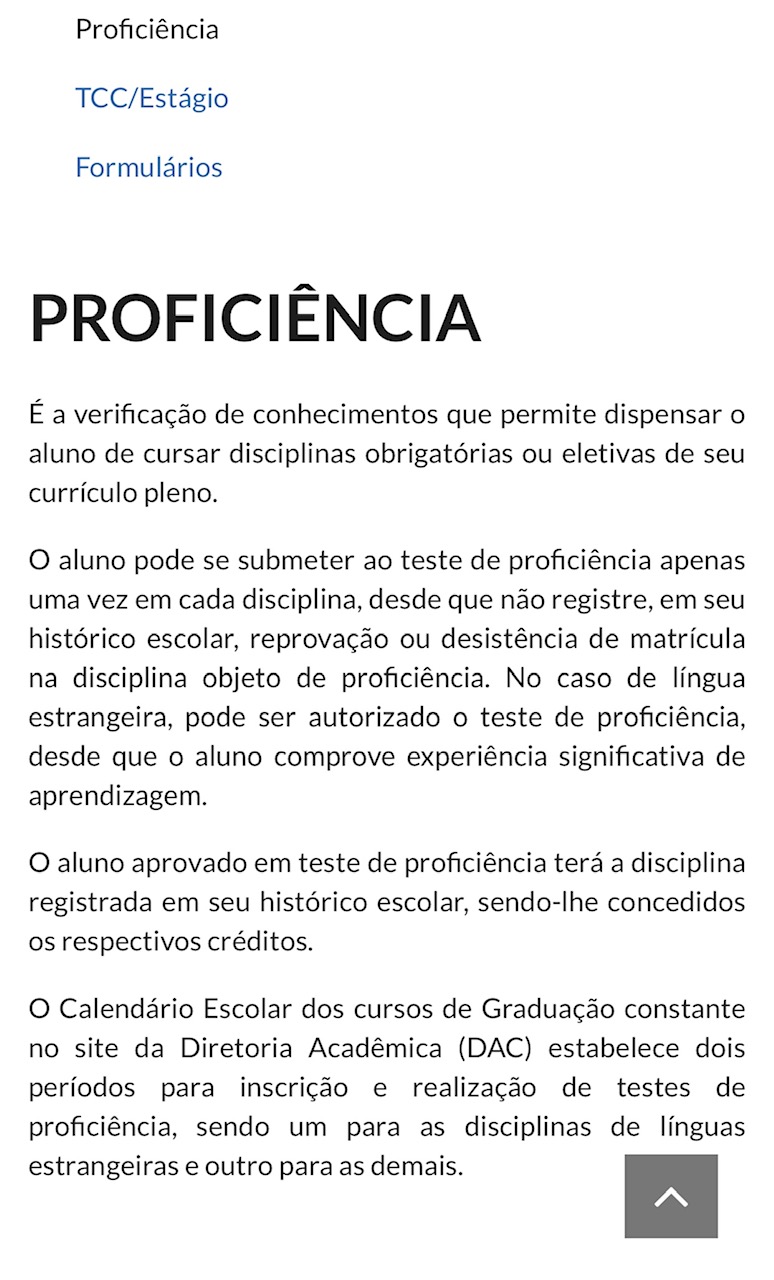 Proficiência
TCC/Estágio
Formulários
PROFICIÊNCIA
É a verificação de conhecimentos que permite dispensar o
aluno de cursar disciplinas obrigatórias ou eletivas de seu
currículo pleno.
O aluno pode se submeter ao teste de proficiência apenas
uma vez em cada disciplina, desde que não registre, em seu
histórico escolar, reprovação ou desistência de matrícula
na disciplina objeto de proficiência. No caso de língua
estrangeira, pode ser autorizado o teste de proficiência,
desde que o aluno comprove experiência significativa de
aprendizagem.
O aluno aprovado em teste de proficiência terá a disciplina
registrada em seu histórico escolar, sendo-lhe concedidos
os respectivos créditos.
O Calendário Escolar dos cursos de Graduação constante
no site da Diretoria Acadêmica (DAC) estabelece dois
períodos para inscrição e realização de testes de
proficiência, sendo um para as disciplinas de línguas
estrangeiras e outro para as demais.